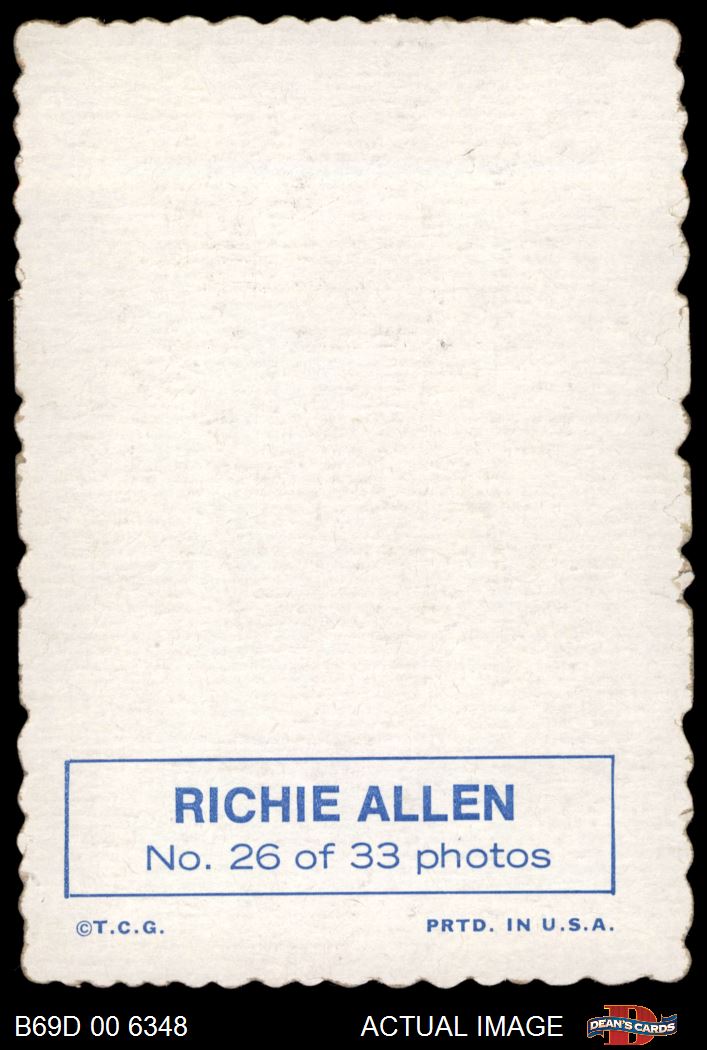 RICHIE ALLEN
No. 26 of 33 photos
©T.C.G. PRTD. IN U.S.A.
B69D 00 6348 ACTUAL IMAGE D DEAN'S CARDS